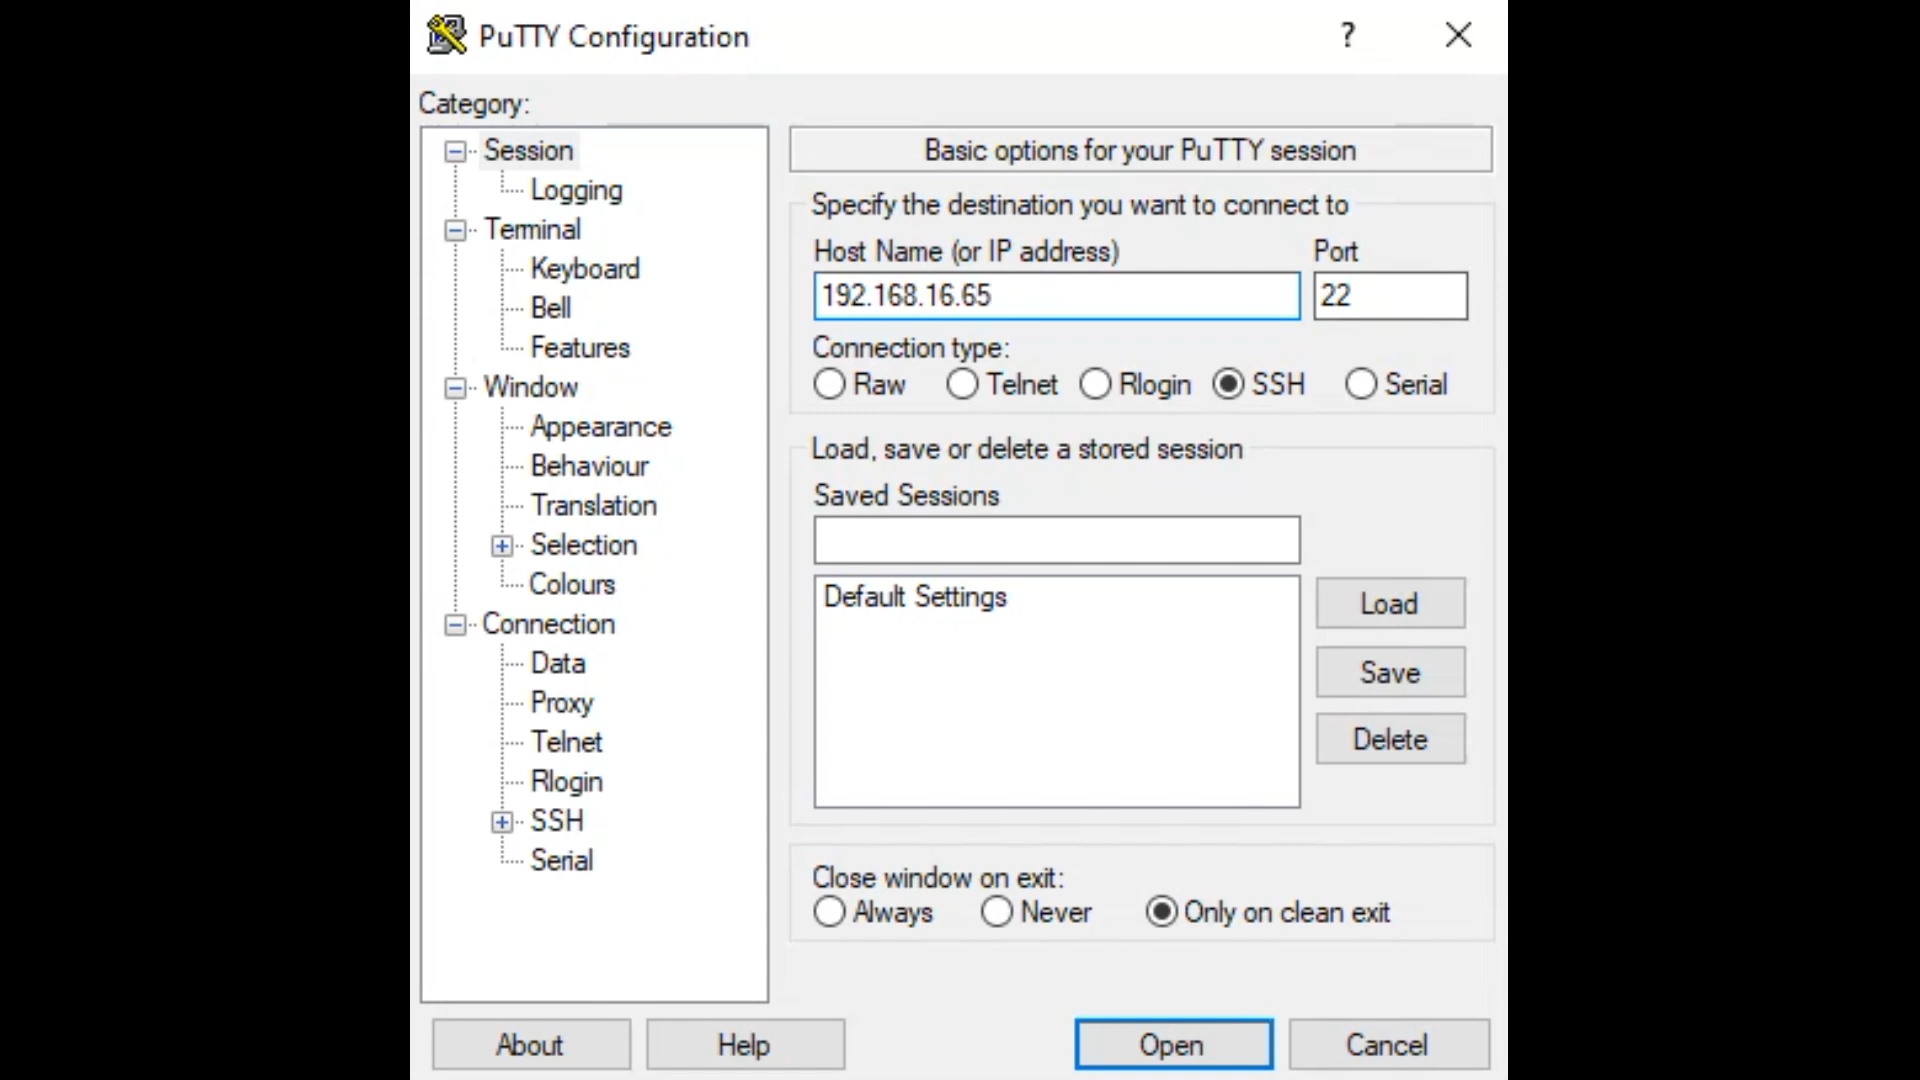 PuTTY Configuration
?
Category:
Session
Logging
Terminal
Keyboard
Bell
Features
Window
Appearance
Behaviour
Translation
Selection
Colours
Connection
Data
Proxy
Telnet
Rlogin
SSH
Serial
Basic options for your PuTTY session
Specify the destination you want to connect to
Host Name (or IP address) Port
192.168.16.65 22
Connection type:
Raw Telnet Rlogin SSH Serial
Load, save or delete a stored session
Saved Sessions
Default Settings
Load
Save
Delete
Close window on exit:
Always Never Only on clean exit
About Help Open Cancel